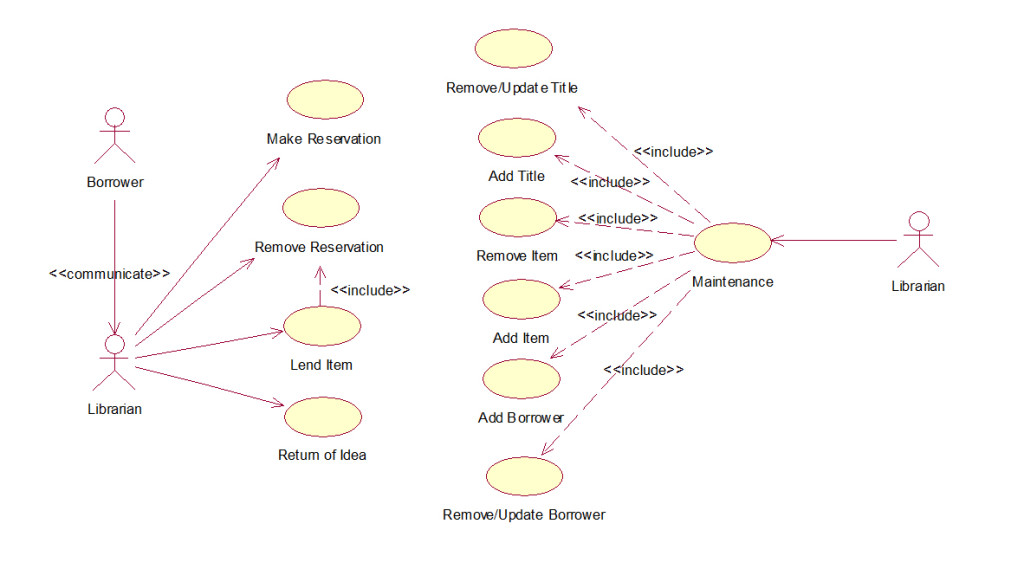 Remove/Update Title
Make Reservation
<<include>>
Add Title
<<include>>
Borrower
<<include>>
Remove Reservation
Remove Item
<<include>>
<<communicate>>
<<include>>
Maintenance
Librarian
<<include>>
Add Item
Lend Item
<<include>>
Librarian
Add Borrower
Return of Idea
Remove/Update Borrower